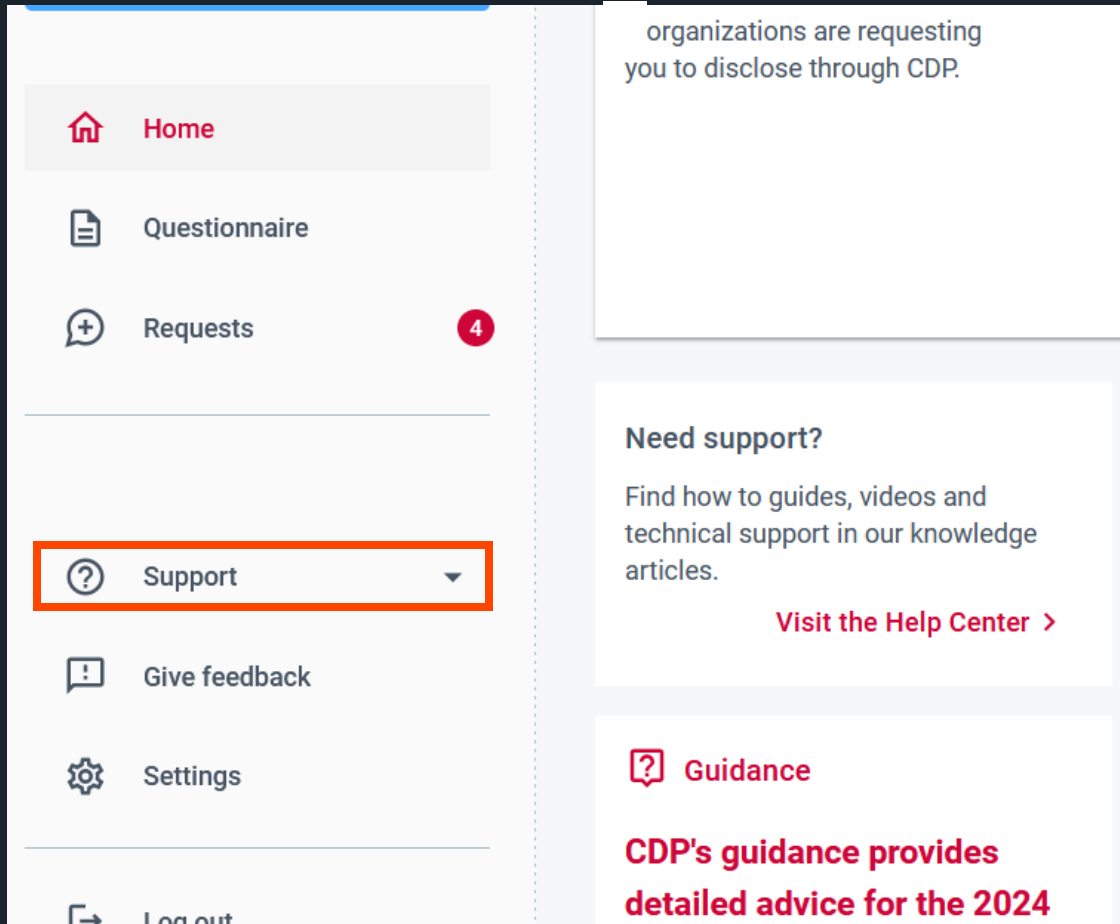 Home
Questionnaire
Requests
4
Support
Give feedback
Settings
Log out
organizations are requesting
you to disclose through CDP.
Need support?
Find how to guides, videos and
technical support in our knowledge
articles.
Visit the Help Center
Guidance
CDP's guidance provides
detailed advice for the 2024